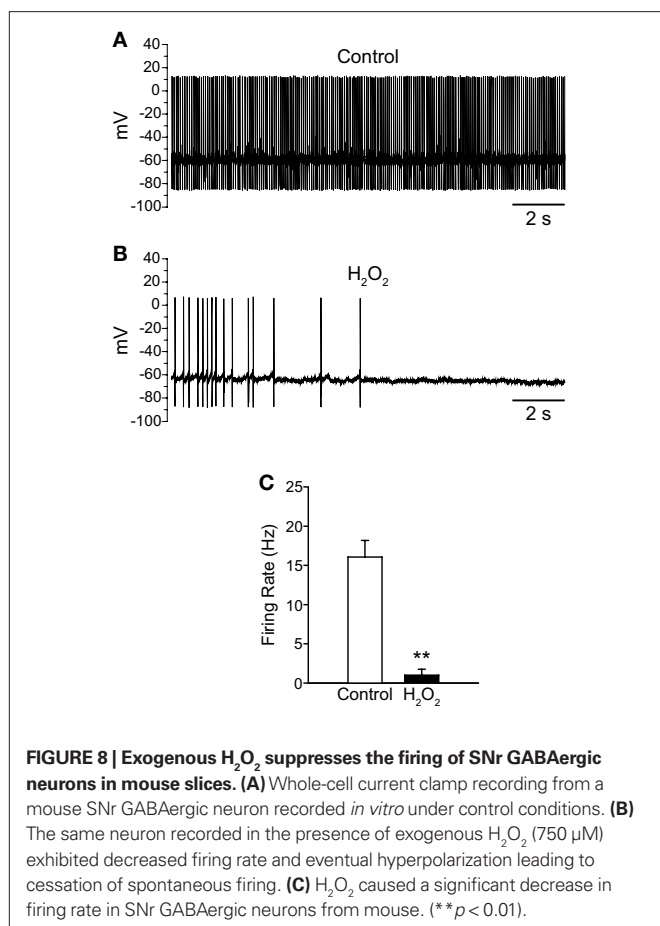 A
40
20
0
-20
-40
-60
-80
-100
mV
Control
2 s
B
40
20
0
-20
-40
-60
-80
-100
mV
H₂O₂
2 s
C
25
20
15
10
5
0
Firing Rate (Hz)
**
Control H₂O₂
FIGURE 8 | Exogenous H₂O₂ suppresses the firing of SNr GABAergic
neurons in mouse slices. (A) Whole-cell current clamp recording from a
mouse SNr GABAergic neuron recorded in vitro under control conditions. (B)
The same neuron recorded in the presence of exogenous H₂O₂ (750 µM)
exhibited decreased firing rate and eventual hyperpolarization leading to
cessation of spontaneous firing. (C) H₂O₂ caused a significant decrease in
firing rate in SNr GABAergic neurons from mouse. (**p < 0.01).